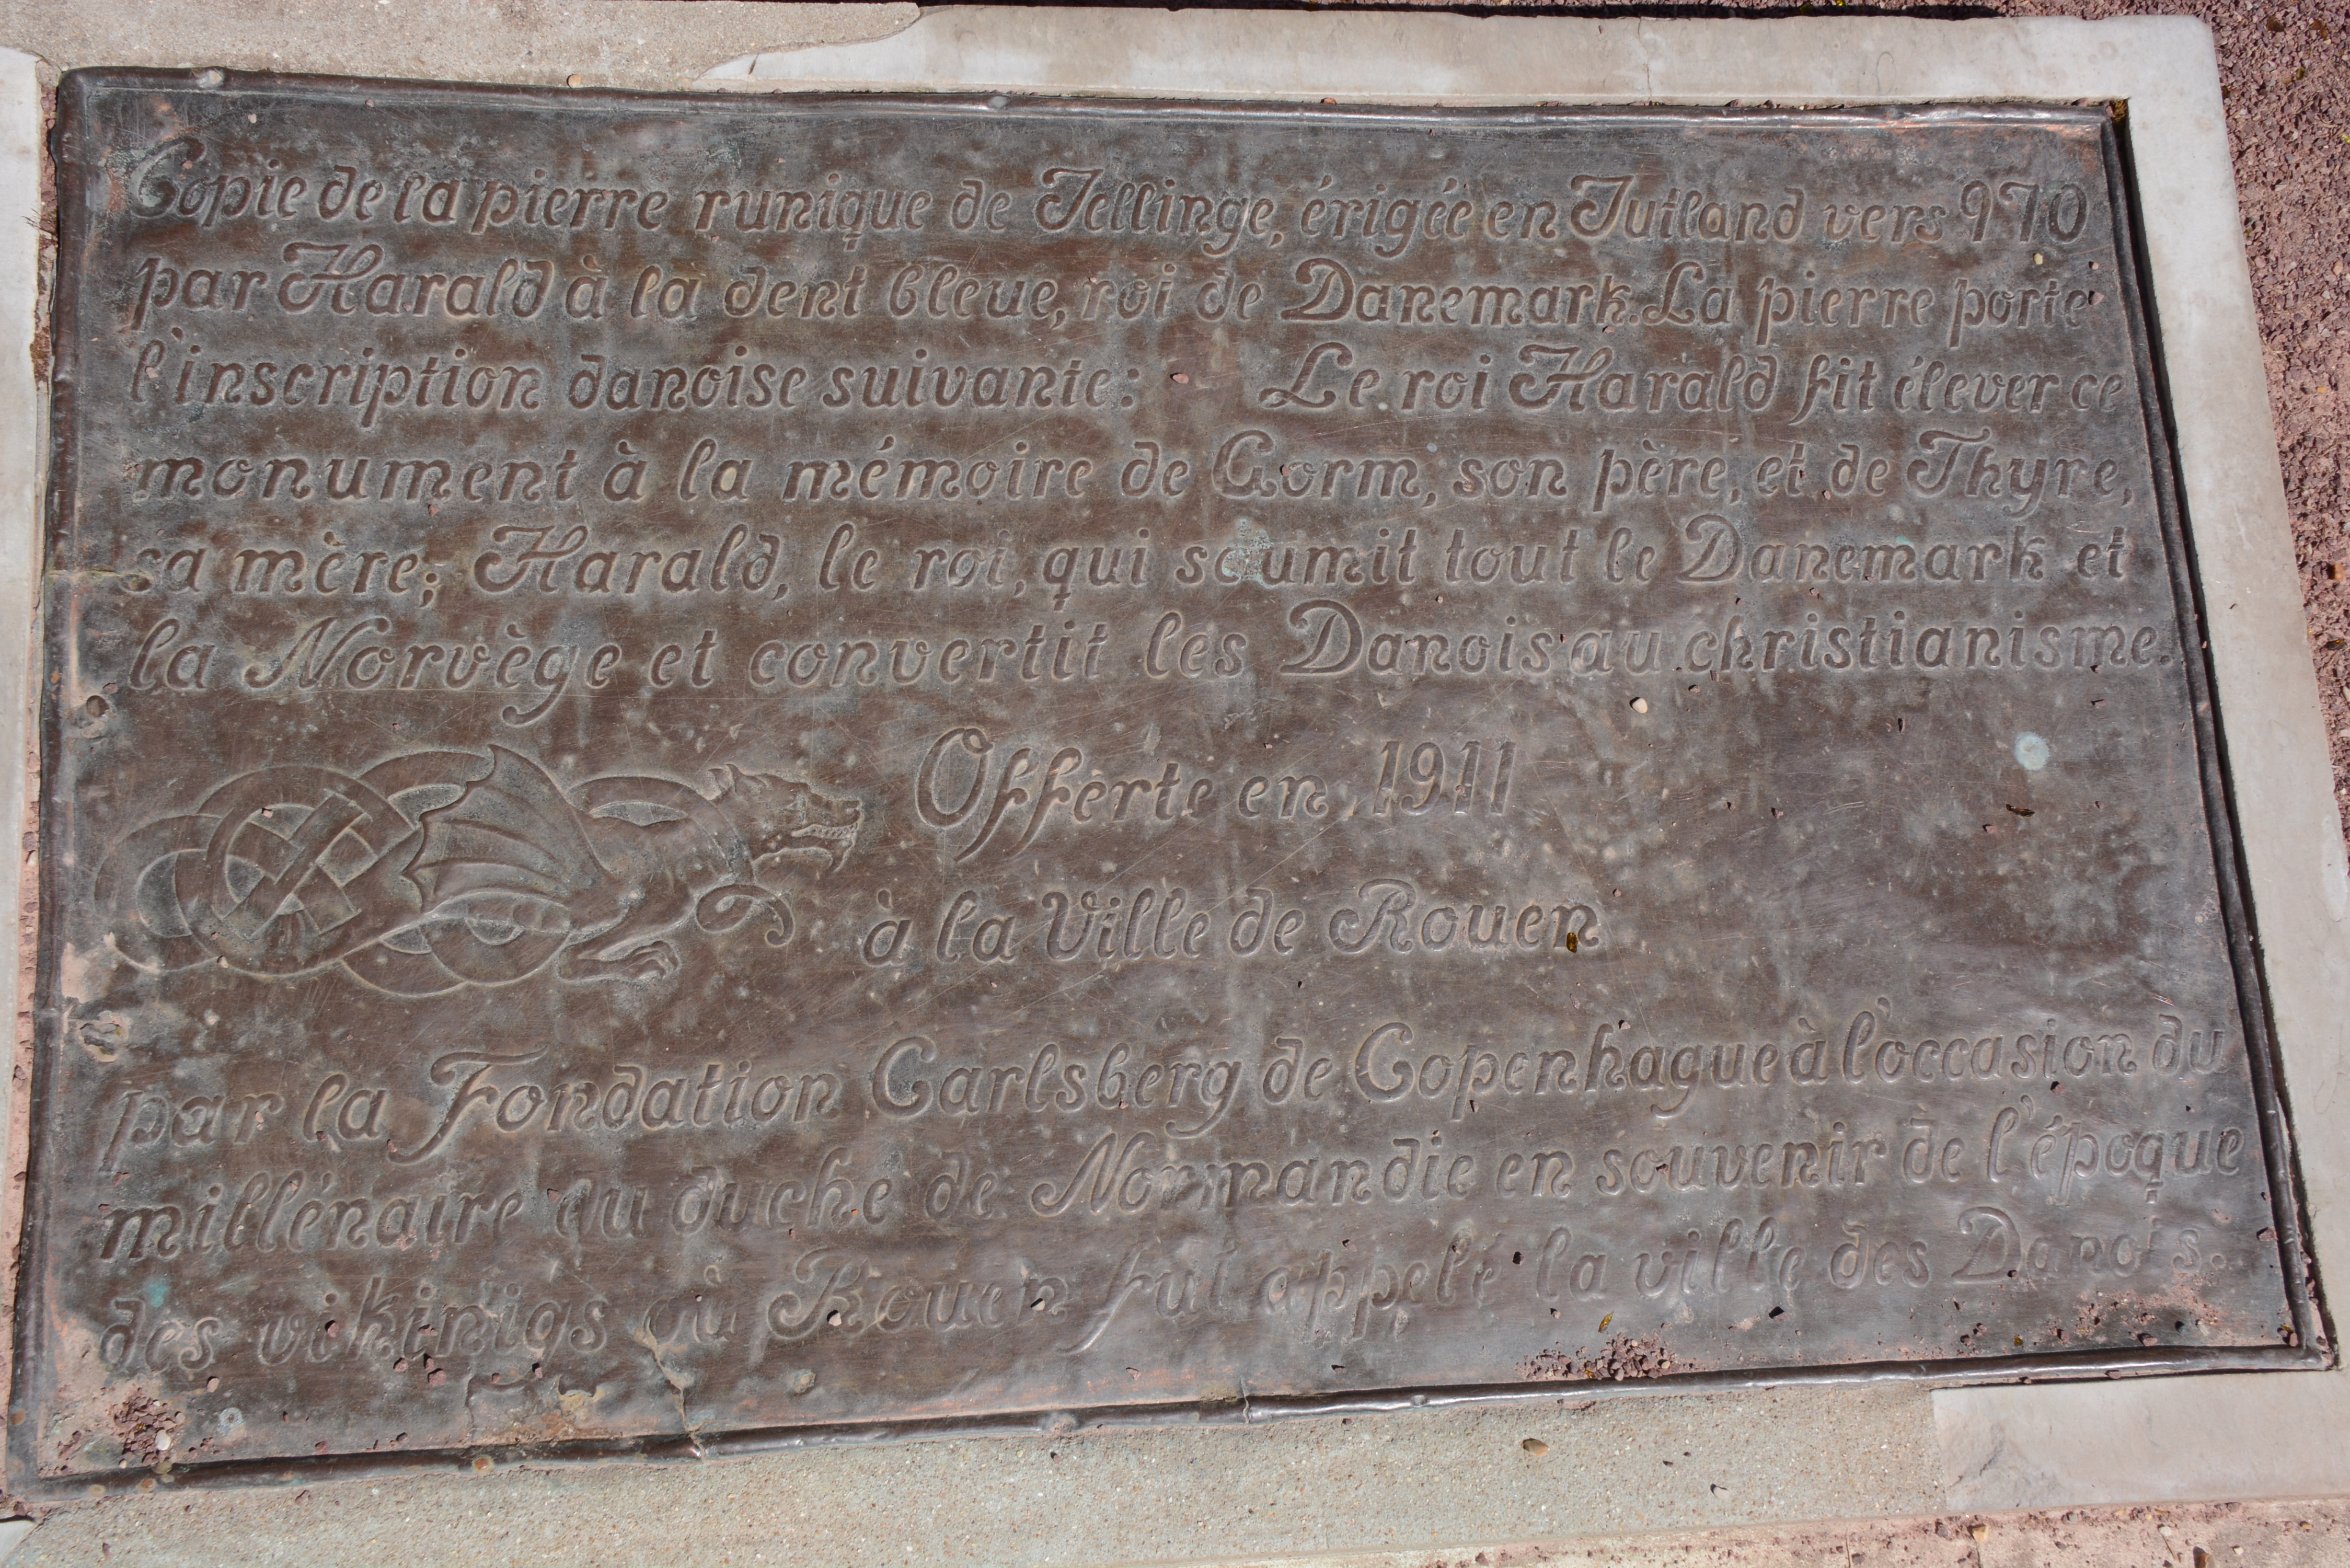 Copie de la pierre runique de Jellinge, érigée en Jutland vers 970
par Harald à la dent bleue, roi de Danemark. La pierre porte
l'inscription danoise suivante: Le roi Harald fit élever ce
monument à la mémoire de Gorm, son père, et de Thyre,
sa mère; Harald, le roi, qui soumit tout le Danemark et
la Norvège et convertit les Danois au christianisme.
Offerte en 1911
à la Ville de Rouen
par la Fondation Carlsberg de Copenhague à l'occasion du
millénaire du duché de Normandie en souvenir de l'époque
des vikinigs où Rouen fut appelé la ville des Danois.